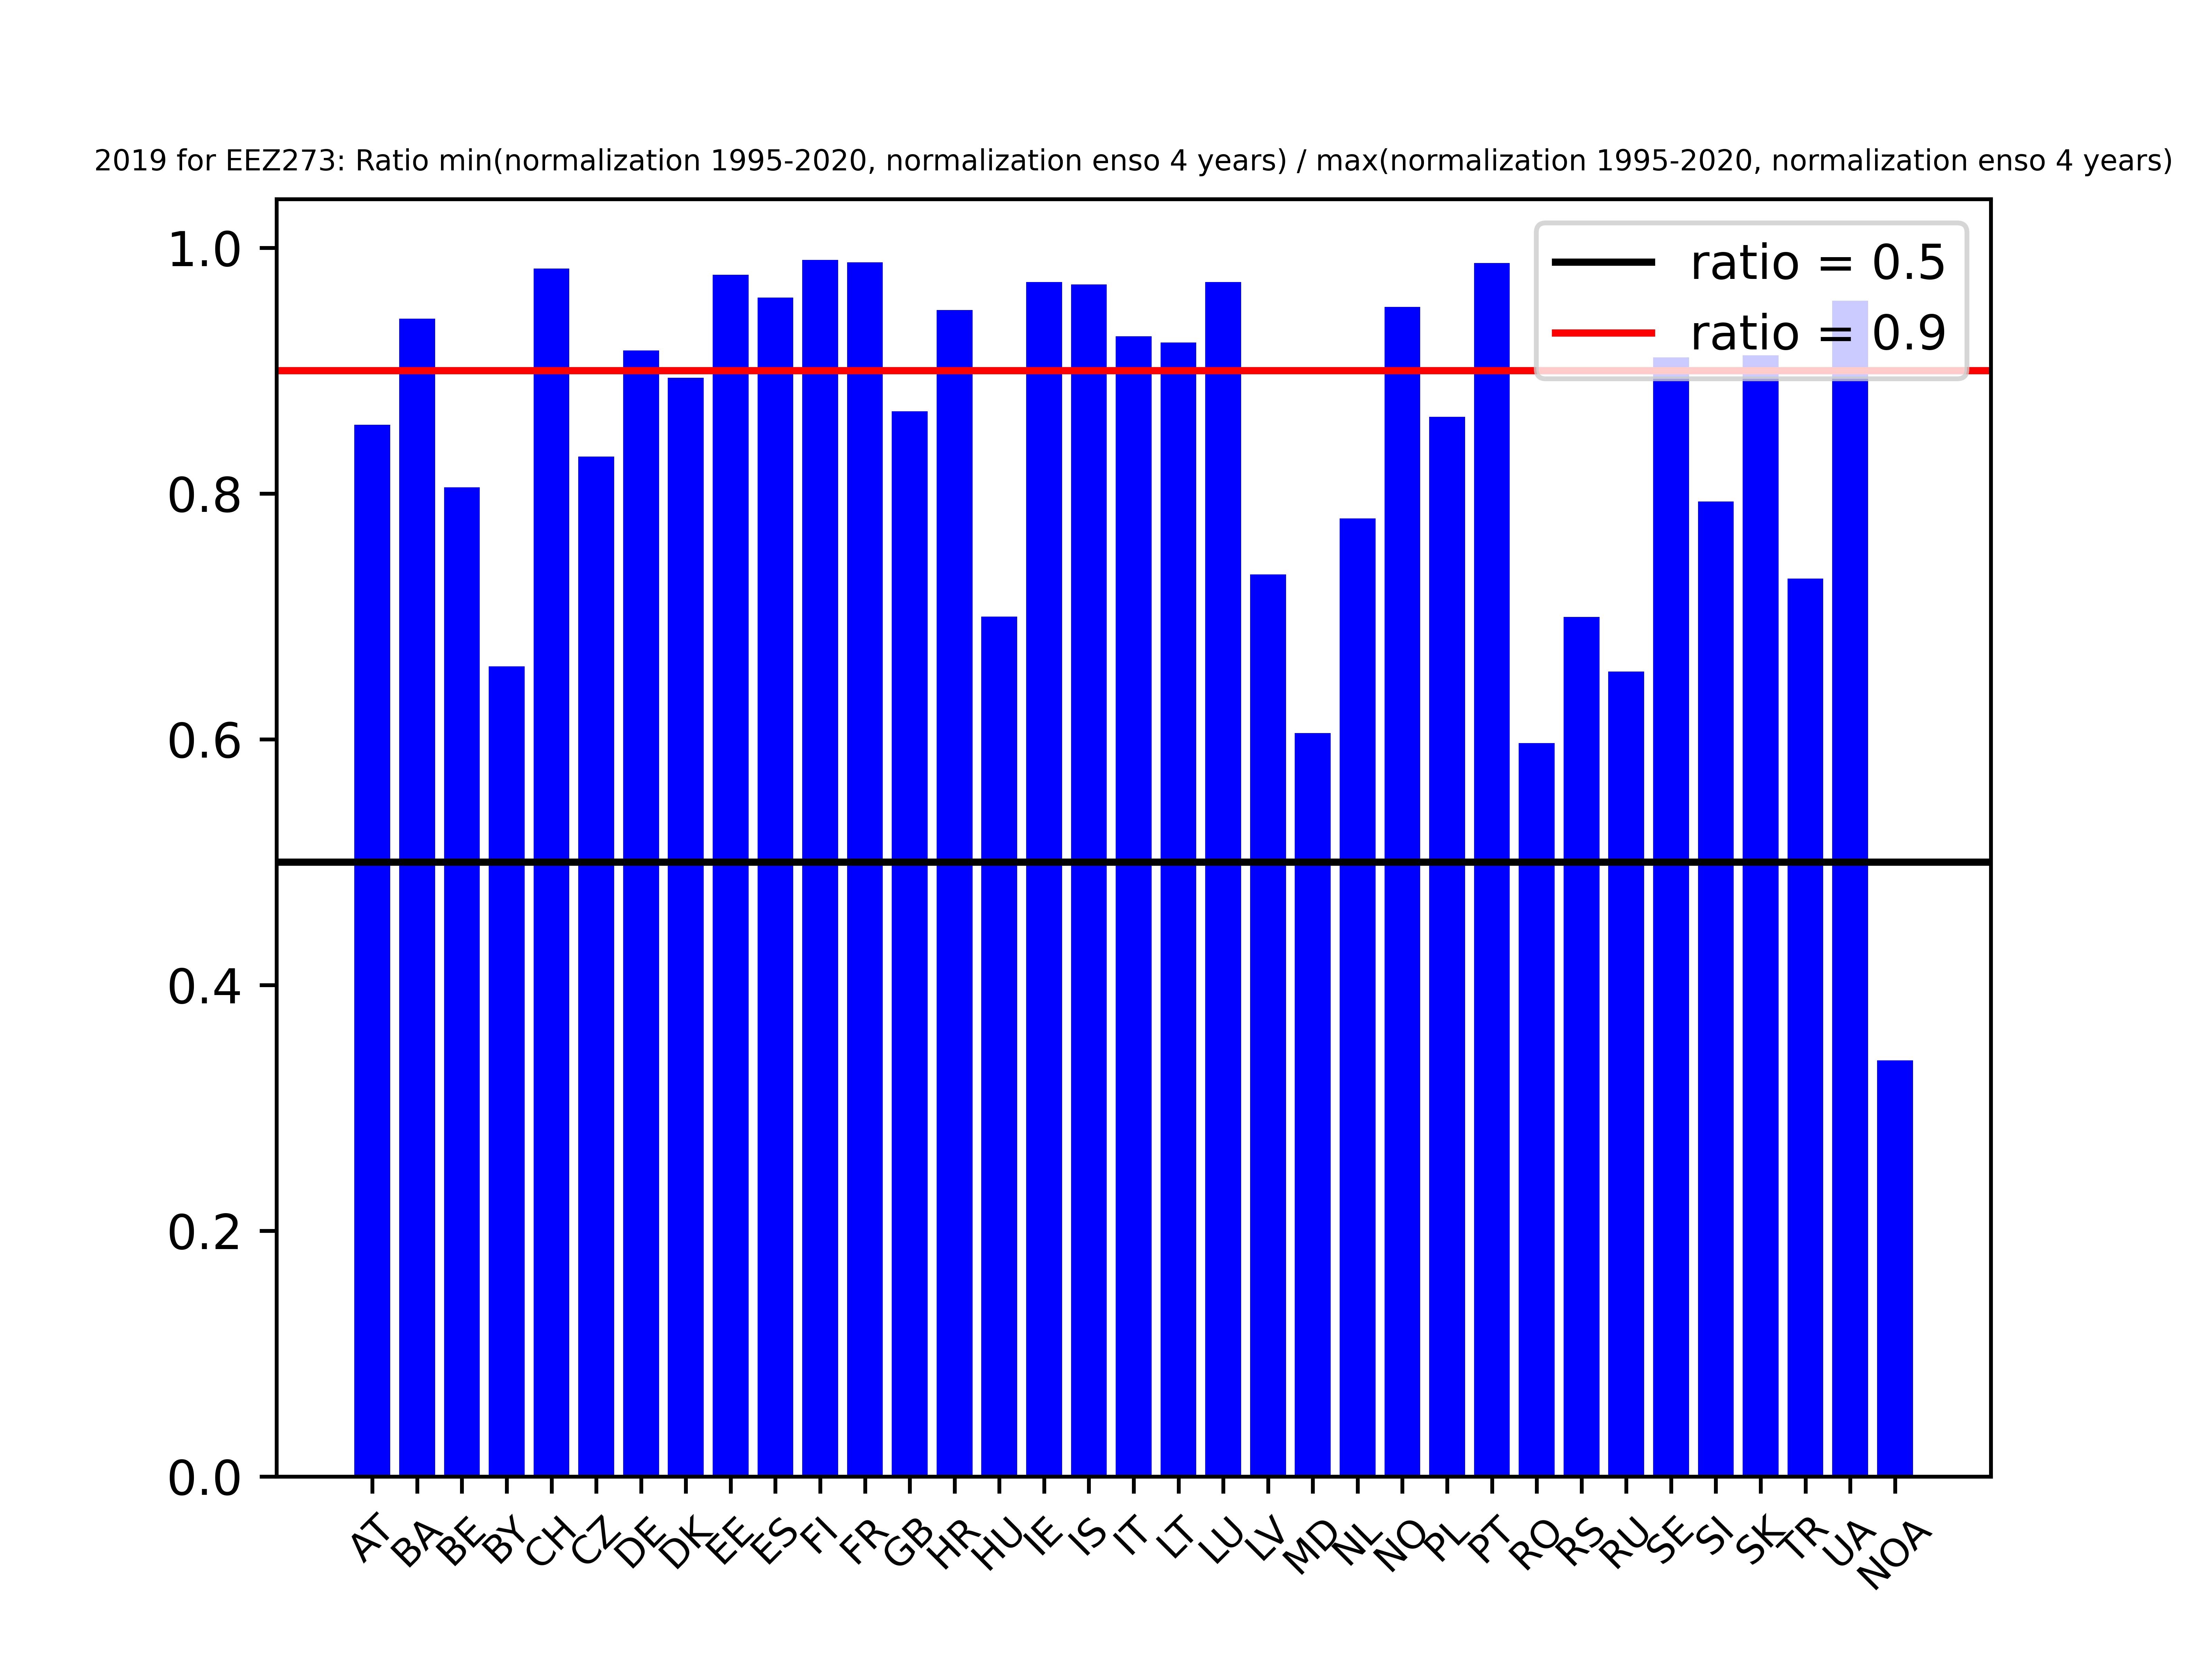 2019 for EEZ273: Ratio min(normalization 1995-2020, normalization enso 4 years) / max(normalization 1995-2020, normalization enso 4 years)
1.0
0.8
0.6
0.4
0.2
0.0
ratio = 0.5
ratio = 0.9
AT BA BE BY CH CZ DE DK EE ES FI FR GB HR HU IE IS IT LT LU LV MD NL NO PL PT RO RS RU SE SI SK TR UA NOA